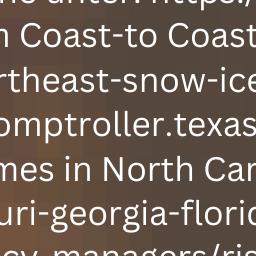 n Coast-to Coast
rtheast-snow-ice
omptroller.texas
mes in North Car
uri-georgia-florid